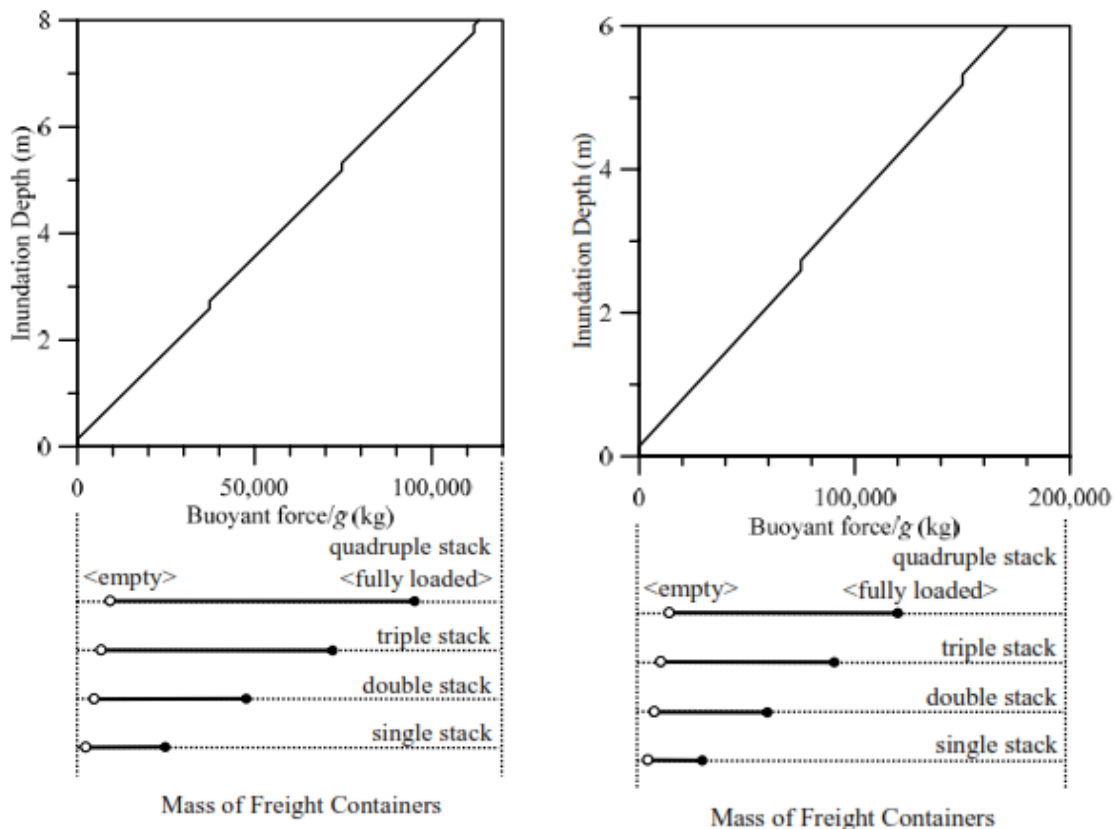 8
6
4
2
0
Inundation Depth (m)
0
50,000
100,000
Buoyant force/g (kg)
quadruple stack
<empty>
<fully loaded>
triple stack
double stack
single stack
Mass of Freight Containers
6
4
2
0
Inundation Depth (m)
0
100,000
200,000
Buoyant force/g (kg)
quadruple stack
<empty>
<fully loaded>
triple stack
double stack
single stack
Mass of Freight Containers